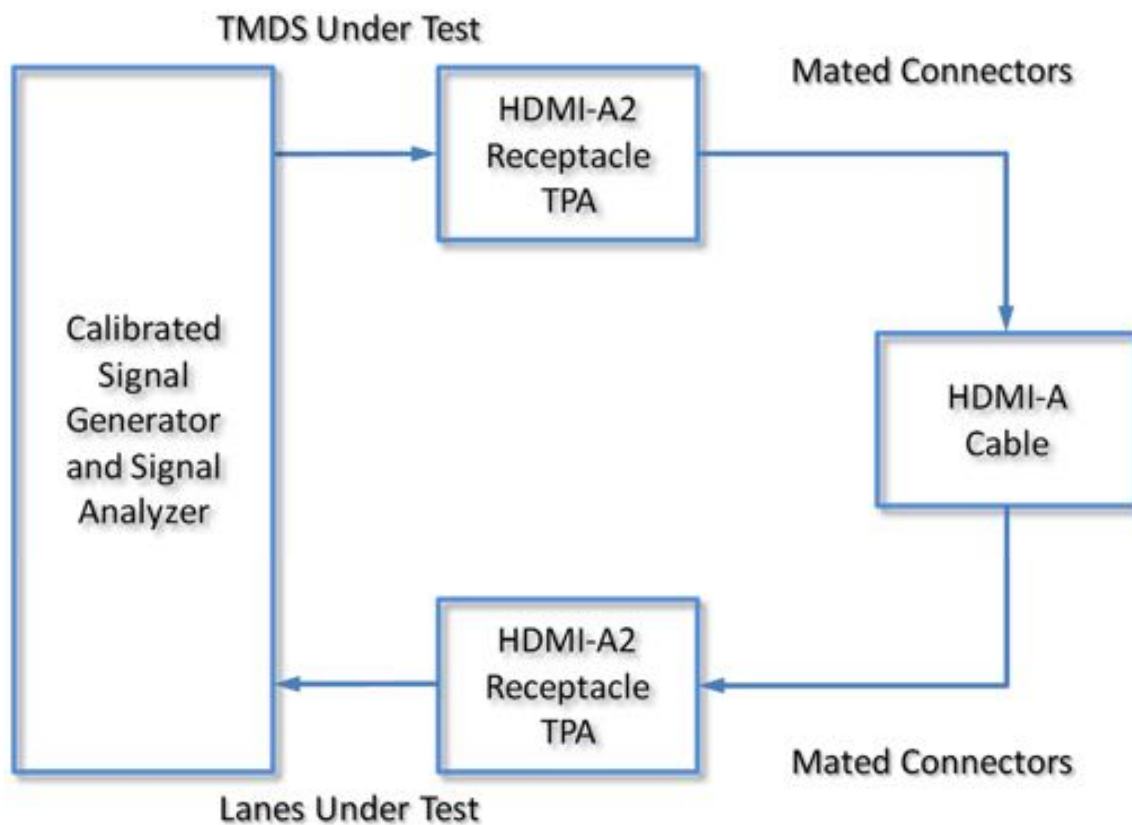 TMDS Under Test
Mated Connectors
HDMI-A2
Receptacle
TPA
Calibrated
Signal
Generator
and Signal
Analyzer
HDMI-A
Cable
HDMI-A2
Receptacle
TPA
Mated Connectors
Lanes Under Test